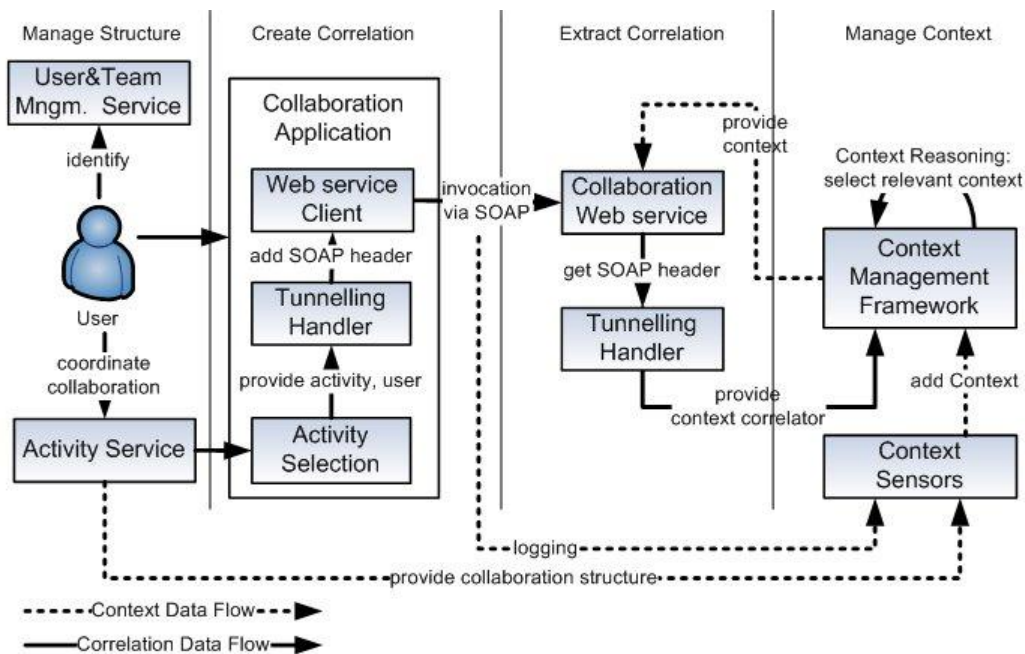 Manage Structure
Create Correlation
Extract Correlation
Manage Context
User&Team
Mngm. Service
identify
User
coordinate
collaboration
Activity Service
Collaboration
Application
Web service
Client
add SOAP header
Tunnelling
Handler
provide activity, user
Activity
Selection
invocation
via SOAP
Collaboration
Web service
get SOAP header
Tunnelling
Handler
provide
context correlator
provide
context
Context Reasoning:
select relevant context
Context
Management
Framework
add Context
Context
Sensors
logging
provide collaboration structure
Context Data Flow
Correlation Data Flow